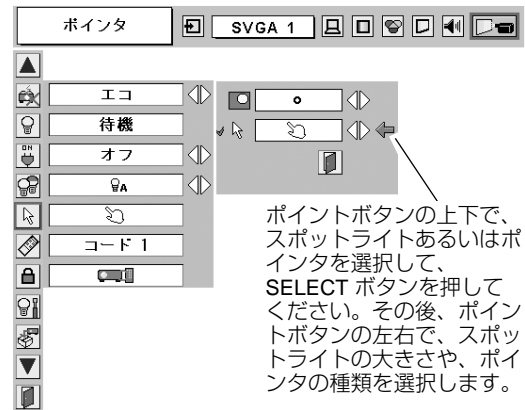 ポインタ
SVGA 1
エコ
待機
ON
オフ
A
コード 1
ポイントボタンの上下で、
スポットライトあるいはポ
インタを選択して、
SELECT ボタンを押して
ください。その後、ポイン
トボタンの左右で、スポッ
トライトの大きさや、ポイ
ンタの種類を選択します。